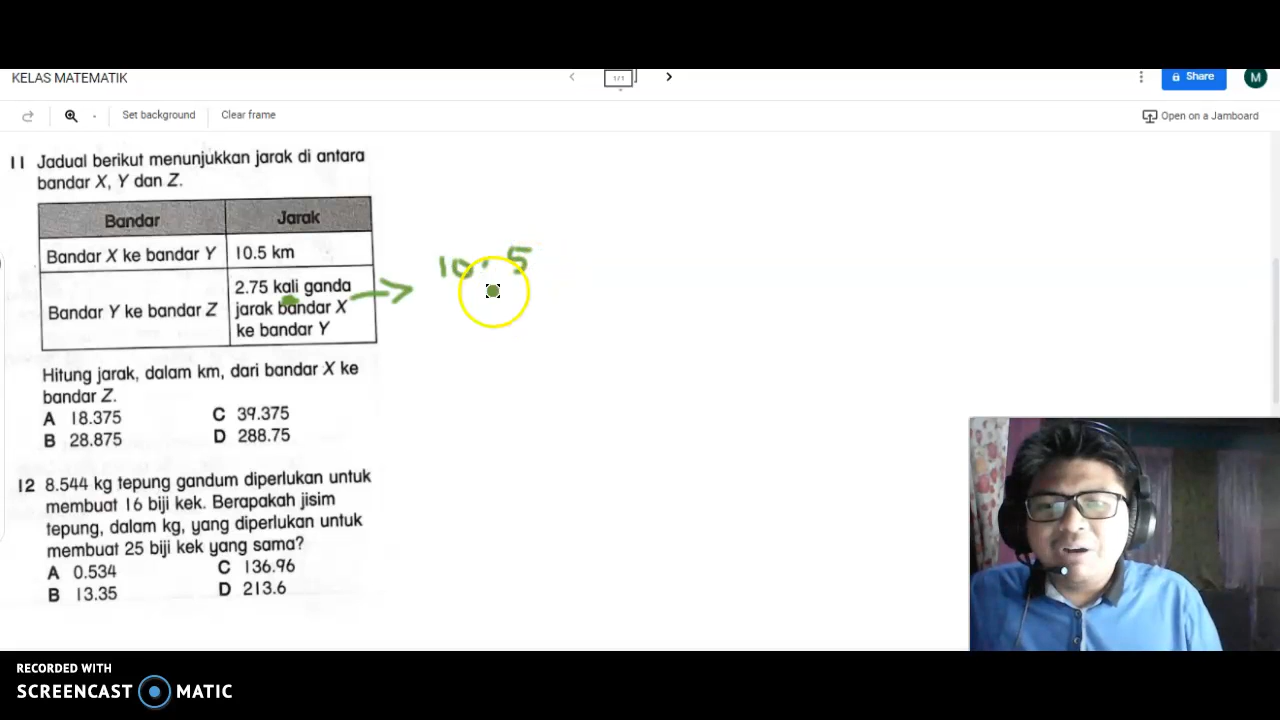 KELAS MATEMATIK
1/1
Share
M
Set background
Clear frame
Open on a Jamboard
11 Jadual berikut menunjukkan jarak di antara
bandar X, Y dan Z.
Bandar Jarak
Bandar X ke bandar Y 10.5 km
Bandar Y ke bandar Z 2.75 kali ganda
jarak bandar X
ke bandar Y
10.5
Hitung jarak, dalam km, dari bandar X ke
bandar Z.
A 18.375 C 39.375
B 28.875 D 288.75
12 8.544 kg tepung gandum diperlukan untuk
membuat 16 biji kek. Berapakah jisim
tepung, dalam kg, yang diperlukan untuk
membuat 25 biji kek yang sama?
A 0.534 C 136.96
B 13.35 D 213.6
RECORDED WITH
SCREENCAST MATIC